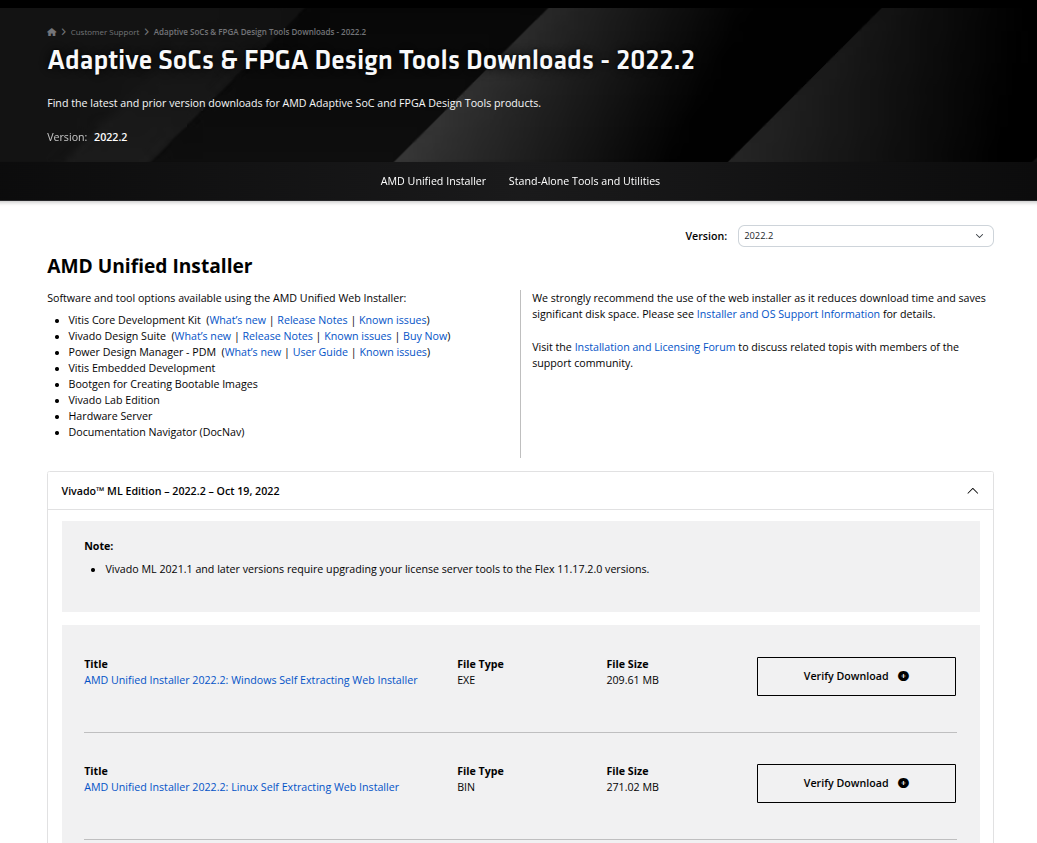 Customer Support > Adaptive SoCs & FPGA Design Tools Downloads - 2022.2
Adaptive SoCs & FPGA Design Tools Downloads - 2022.2
Find the latest and prior version downloads for AMD Adaptive SoC and FPGA Design Tools products.
Version: 2022.2
AMD Unified Installer Stand-Alone Tools and Utilities
Version: 2022.2
AMD Unified Installer
Software and tool options available using the AMD Unified Web Installer:
• Vitis Core Development Kit (What's new | Release Notes | Known issues)
• Vivado Design Suite (What's new | Release Notes | Known issues | Buy Now)
• Power Design Manager - PDM (What's new | User Guide | Known issues)
• Vitis Embedded Development
• Bootgen for Creating Bootable Images
• Vivado Lab Edition
• Hardware Server
• Documentation Navigator (DocNav)
We strongly recommend the use of the web installer as it reduces download time and saves
significant disk space. Please see Installer and OS Support Information for details.
Visit the Installation and Licensing Forum to discuss related topis with members of the
support community.
Vivado™ ML Edition – 2022.2 – Oct 19, 2022
Note:
• Vivado ML 2021.1 and later versions require upgrading your license server tools to the Flex 11.17.2.0 versions.
Title File Type File Size
AMD Unified Installer 2022.2: Windows Self Extracting Web Installer EXE 209.61 MB Verify Download
Title File Type File Size
AMD Unified Installer 2022.2: Linux Self Extracting Web Installer BIN 271.02 MB Verify Download